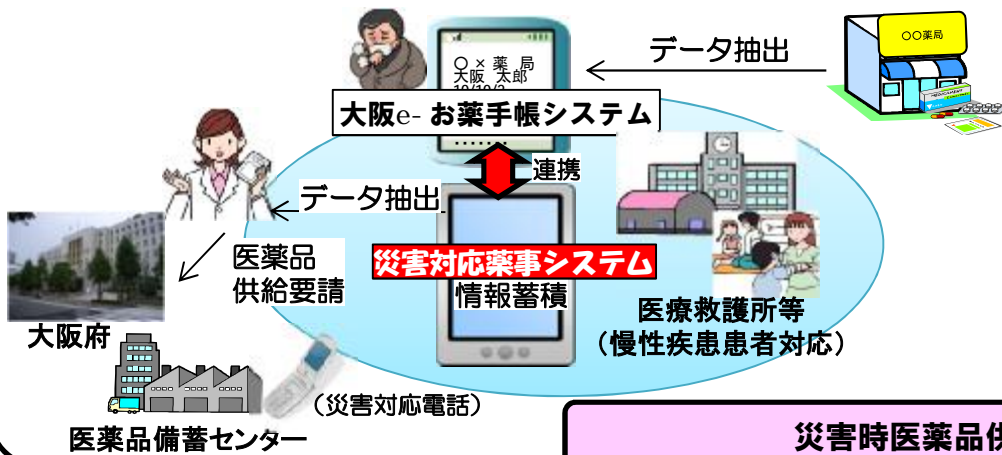 〇〇薬局
データ抽出
〇 × 薬 局
大阪 太郎
大阪e- お薬手帳システム
連携
データ抽出
医薬品
供給要請
災害対応薬事システム
情報蓄積
医療救護所等
（慢性疾患患者対応）
大阪府
（災害対応電話）
医薬品備蓄センター
災害時医薬品供